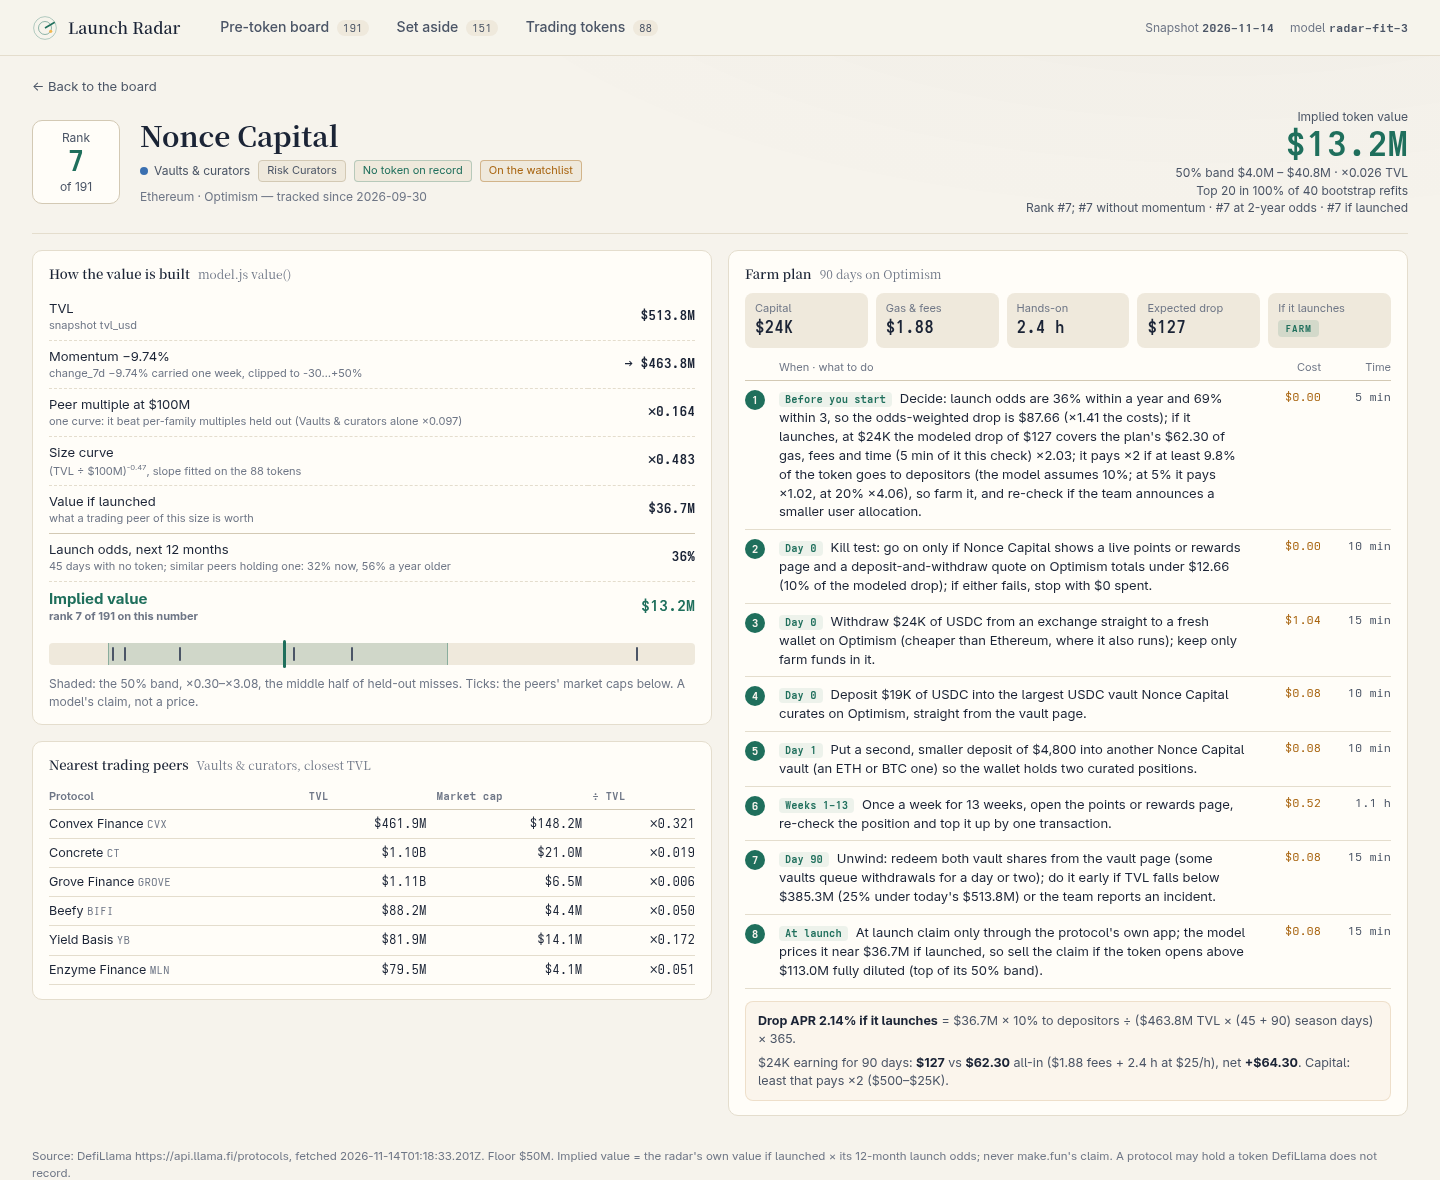 Launch Radar
Pre-token board 191
Set aside 151
Trading tokens 88
Snapshot 2026-11-14 model radar-fit-3
← Back to the board
Rank
7
of 191
Nonce Capital
Vaults & curators Risk Curators No token on record On the watchlist
Ethereum · Optimism — tracked since 2026-09-30
Implied token value
$13.2M
50% band $4.0M – $40.8M · ×0.026 TVL
Top 20 in 100% of 40 bootstrap refits
Rank #7; #7 without momentum · #7 at 2-year odds · #7 if launched
How the value is built model.js value()
TVL
snapshot tvl_usd
$513.8M
Momentum −9.74%
change_7d −9.74% carried one week, clipped to -30…+50%
→ $463.8M
Peer multiple at $100M
one curve: it beat per-family multiples held out (Vaults & curators alone ×0.097)
×0.164
Size curve
(TVL ÷ $100M)−0.47, slope fitted on the 88 tokens
×0.483
Value if launched
what a trading peer of this size is worth
$36.7M
Launch odds, next 12 months
45 days with no token; similar peers holding one: 32% now, 56% a year older
36%
Implied value
rank 7 of 191 on this number
$13.2M
Shaded: the 50% band, ×0.30–×3.08, the middle half of held-out misses. Ticks: the peers' market caps below. A
model's claim, not a price.
Nearest trading peers Vaults & curators, closest TVL
Protocol TVL Market cap ÷ TVL
Convex Finance CVX $461.9M $148.2M ×0.321
Concrete CT $1.10B $21.0M ×0.019
Grove Finance GROVE $1.11B $6.5M ×0.006
Beefy BIFI $88.2M $4.4M ×0.050
Yield Basis YB $81.9M $14.1M ×0.172
Enzyme Finance MLN $79.5M $4.1M ×0.051
Farm plan 90 days on Optimism
Capital
$24K
Gas & fees
$1.88
Hands-on
2.4 h
Expected drop
$127
If it launches
FARM
When · what to do Cost Time
1 Before you start Decide: launch odds are 36% within a year and 69% $0.00 5 min
within 3, so the odds-weighted drop is $87.66 (×1.41 the costs); if it
launches, at $24K the modeled drop of $127 covers the plan's $62.30 of
gas, fees and time (5 min of it this check) ×2.03; it pays ×2 if at least 9.8%
of the token goes to depositors (the model assumes 10%; at 5% it pays
×1.02, at 20% ×4.06), so farm it, and re-check if the team announces a
smaller user allocation.
2 Day 0 Kill test: go on only if Nonce Capital shows a live points or rewards $0.00 10 min
page and a deposit-and-withdraw quote on Optimism totals under $12.66
(10% of the modeled drop); if either fails, stop with $0 spent.
3 Day 0 Withdraw $24K of USDC from an exchange straight to a fresh $1.04 15 min
wallet on Optimism (cheaper than Ethereum, where it also runs); keep only
farm funds in it.
4 Day 0 Deposit $19K of USDC into the largest USDC vault Nonce Capital $0.08 10 min
curates on Optimism, straight from the vault page.
5 Day 1 Put a second, smaller deposit of $4,800 into another Nonce Capital $0.08 10 min
vault (an ETH or BTC one) so the wallet holds two curated positions.
6 Weeks 1–13 Once a week for 13 weeks, open the points or rewards page, $0.52 1.1 h
re-check the position and top it up by one transaction.
7 Day 90 Unwind: redeem both vault shares from the vault page (some $0.08 15 min
vaults queue withdrawals for a day or two); do it early if TVL falls below
$385.3M (25% under today's $513.8M) or the team reports an incident.
8 At launch At launch claim only through the protocol's own app; the model $0.08 15 min
prices it near $36.7M if launched, so sell the claim if the token opens above
$113.0M fully diluted (top of its 50% band).
Drop APR 2.14% if it launches = $36.7M × 10% to depositors ÷ ($463.8M TVL × (45 + 90) season days)
× 365.
$24K earning for 90 days: $127 vs $62.30 all-in ($1.88 fees + 2.4 h at $25/h), net +$64.30. Capital:
least that pays ×2 ($500–$25K).
Source: DefiLlama https://api.llama.fi/protocols, fetched 2026-11-14T01:18:33.201Z. Floor $50M. Implied value = the radar's own value if launched × its 12-month launch odds; never make.fun's claim. A protocol may hold a token DefiLlama does not
record.